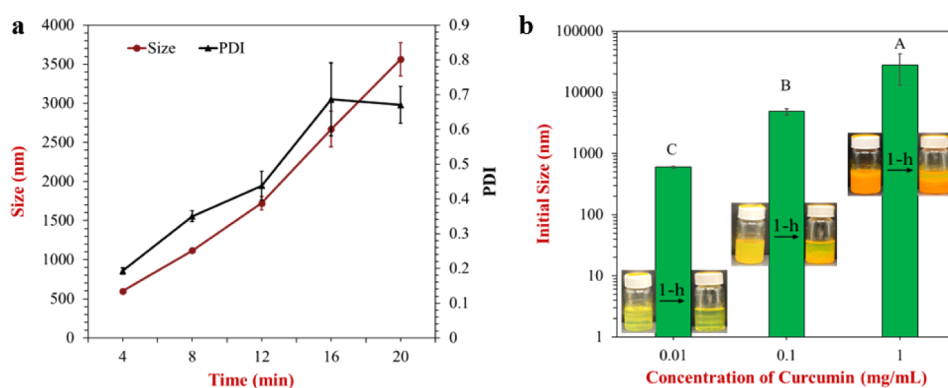 a
Size
PDI
4000
3500
3000
2500
2000
1500
1000
500
0
Size (nm)
0.9
0.8
0.7
0.6
0.5
0.4
0.3
0.2
0.1
0
PDI
4 8 12 16 20
Time (min)
b
100000
10000
1000
100
10
1
Initial Size (nm)
A
B
C
1-h
1-h
1-h
0.01 0.1 1
Concentration of Curcumin (mg/mL)